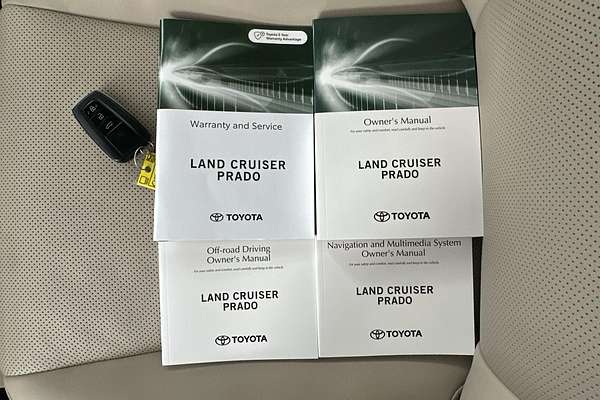 Toyota 5 Year
Warranty Advantage
Warranty and Service
LAND CRUISER
PRADO
TOYOTA
Owner's Manual
For your safety and comfort, read carefully and keep in the vehicle.
LAND CRUISER
PRADO
TOYOTA
Off-road Driving
Owner's Manual
For your safety and comfort, read carefully and keep in the vehicle.
LAND CRUISER
PRADO
TOYOTA
Navigation and Multimedia System
Owner's Manual
For your safety and comfort, read carefully and keep in the vehicle.
LAND CRUISER
PRADO
TOYOTA